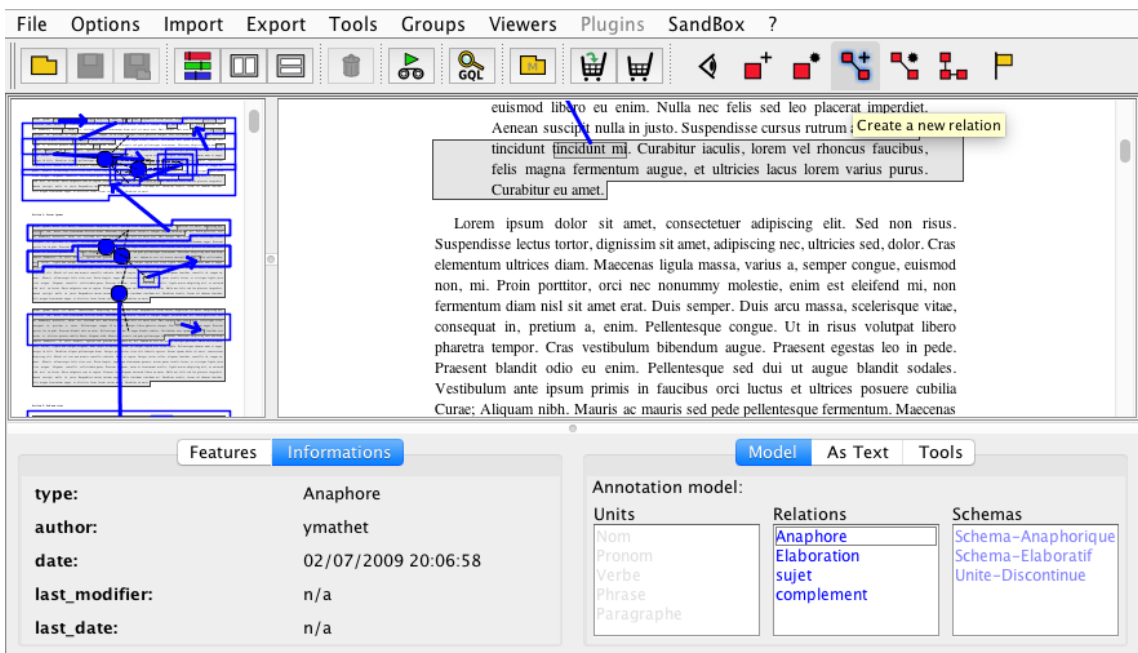 File Options Import Export Tools Groups Viewers Plugins SandBox ?
GQL
M
euismod libero eu enim. Nulla nec felis sed leo placerat imperdiet.
Aenean suscipit nulla in justo. Suspendisse cursus rutrum
Create a new relation
tincidunt tincidunt mi. Curabitur iaculis, lorem vel rhoncus faucibus,
felis magna fermentum augue, et ultricies lacus lorem varius purus.
Curabitur eu amet.
Lorem ipsum dolor sit amet, consectetuer adipiscing elit. Sed non risus.
Suspendisse lectus tortor, dignissim sit amet, adipiscing nec, ultricies sed, dolor. Cras
elementum ultrices diam. Maecenas ligula massa, varius a, semper congue, euismod
non, mi. Proin porttitor, orci nec nonummy molestie, enim est eleifend mi, non
fermentum diam nisl sit amet erat. Duis semper. Duis arcu massa, scelerisque vitae,
consequat in, pretium a, enim. Pellentesque congue. Ut in risus volutpat libero
pharetra tempor. Cras vestibulum bibendum augue. Praesent egestas leo in pede.
Praesent blandit odio eu enim. Pellentesque sed dui ut augue blandit sodales.
Vestibulum ante ipsum primis in faucibus orci luctus et ultrices posuere cubilia
Curae; Aliquam nibh. Mauris ac mauris sed pede pellentesque fermentum. Maecenas
Features Informations
type: Anaphore
author: ymathet
date: 02/07/2009 20:06:58
last_modifier: n/a
last_date: n/a
Model As Text Tools
Annotation model:
Units
Nom
Pronom
Verbe
Phrase
Paragraphe
Relations
Anaphore
Elaboration
sujet
complement
Schemas
Schema-Anaphorique
Schema-Elaboratif
Unite-Discontinue